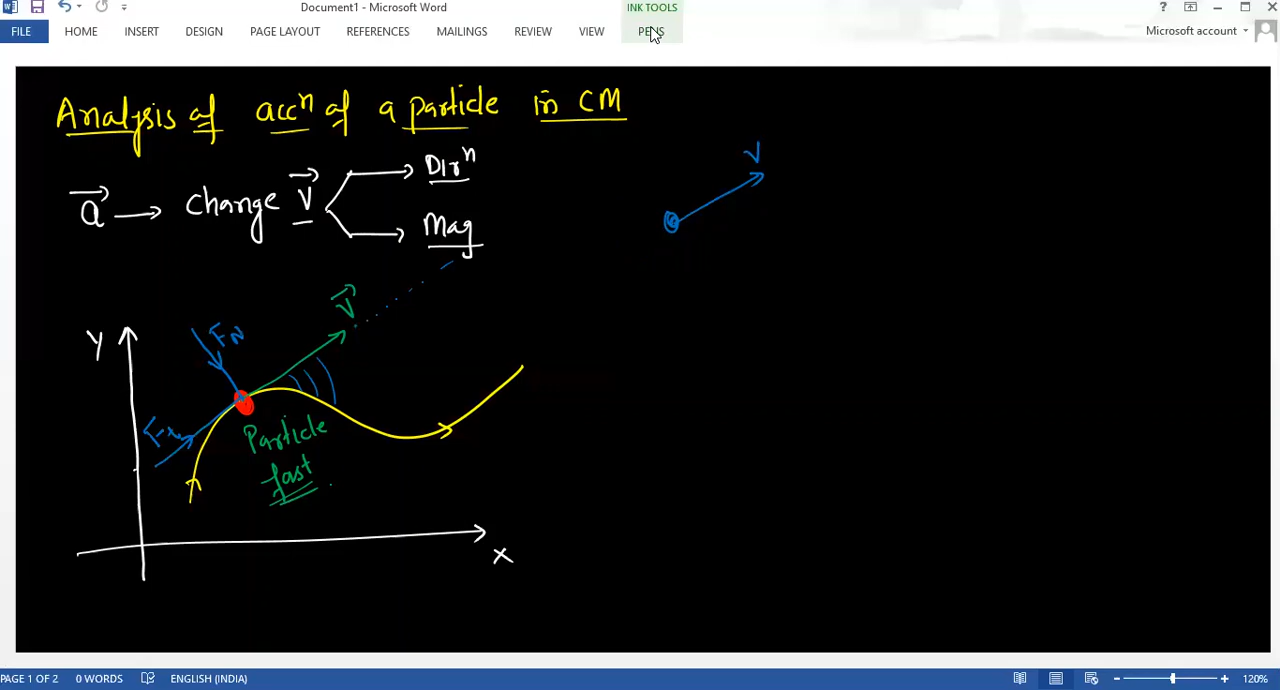 Document1 - Microsoft Word
INK TOOLS
FILE HOME INSERT DESIGN PAGE LAYOUT REFERENCES MAILINGS REVIEW VIEW PENS Microsoft account
Analysis of accⁿ of a particle in CM
a → change V
Dirⁿ
Mag
V
V
Y
FN
Particle
fast
X
PAGE 1 OF 2 0 WORDS ENGLISH (INDIA) 120%